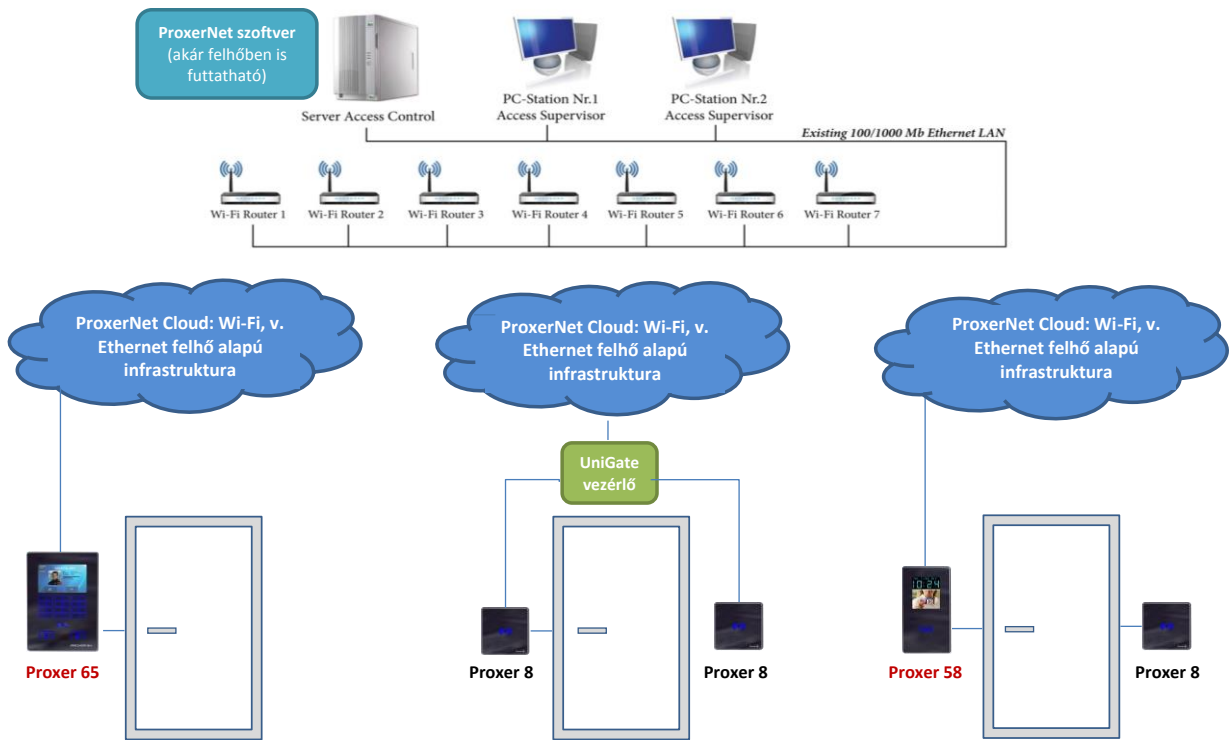 ProxerNet szoftver
(akár felhőben is
futtatható)
Server Access Control
PC-Station Nr.1
Access Supervisor
PC-Station Nr.2
Access Supervisor
Existing 100/1000 Mb Ethernet LAN
Wi-Fi Router 1
Wi-Fi Router 2
Wi-Fi Router 3
Wi-Fi Router 4
Wi-Fi Router 5
Wi-Fi Router 6
Wi-Fi Router 7
ProxerNet Cloud: Wi-Fi, v.
Ethernet felhő alapú
infrastruktura
ProxerNet Cloud: Wi-Fi, v.
Ethernet felhő alapú
infrastruktura
ProxerNet Cloud: Wi-Fi, v.
Ethernet felhő alapú
infrastruktura
UniGate
vezérlő
10:24
Proxer 65
Proxer 8
Proxer 8
Proxer 58
Proxer 8